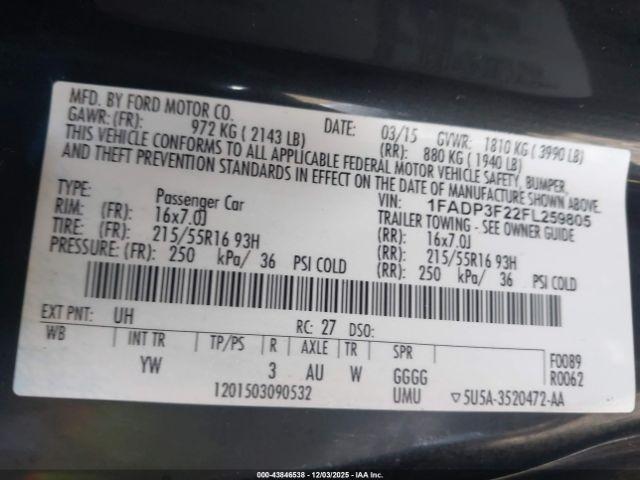 MFD. BY FORD MOTOR CO.
DATE: 03/15 GVWR: 1810 KG ( 3990 LB)
GAWR: (FR): 972 KG ( 2143 LB) (RR): 880 KG ( 1940 LB)
THIS VEHICLE CONFORMS TO ALL APPLICABLE FEDERAL MOTOR VEHICLE SAFETY, BUMPER,
AND THEFT PREVENTION STANDARDS IN EFFECT ON THE DATE OF MANUFACTURE SHOWN ABOVE.
VIN: 1FADP3F22FL259805
TYPE: Passenger Car TRAILER TOWING - SEE OWNER GUIDE
RIM: (FR): 16x7.0J (RR): 16x7.0J
TIRE: (FR): 215/55R16 93H (RR): 215/55R16 93H
PRESSURE: (FR): 250 kPa/ 36 PSI COLD (RR): 250 kPa/ 36 PSI COLD
EXT PNT: UH RC: 27 DSO:
WB INT TR TP/PS R AXLE TR SPR F0089
YW 3 AU W GGGG R0062
1201503090532 UMU ▽5U5A-3520472-AA
000-43846538 - 12/03/2025 - IAA Inc.